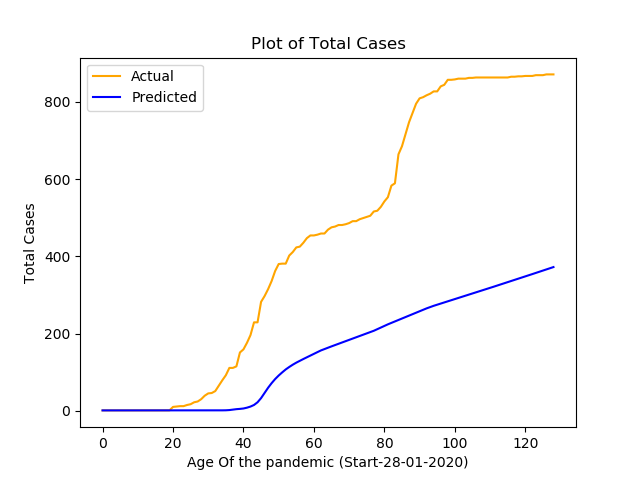 Plot of Total Cases
Actual
Predicted
Total Cases
800
600
400
200
0
0 20 40 60 80 100 120
Age Of the pandemic (Start-28-01-2020)